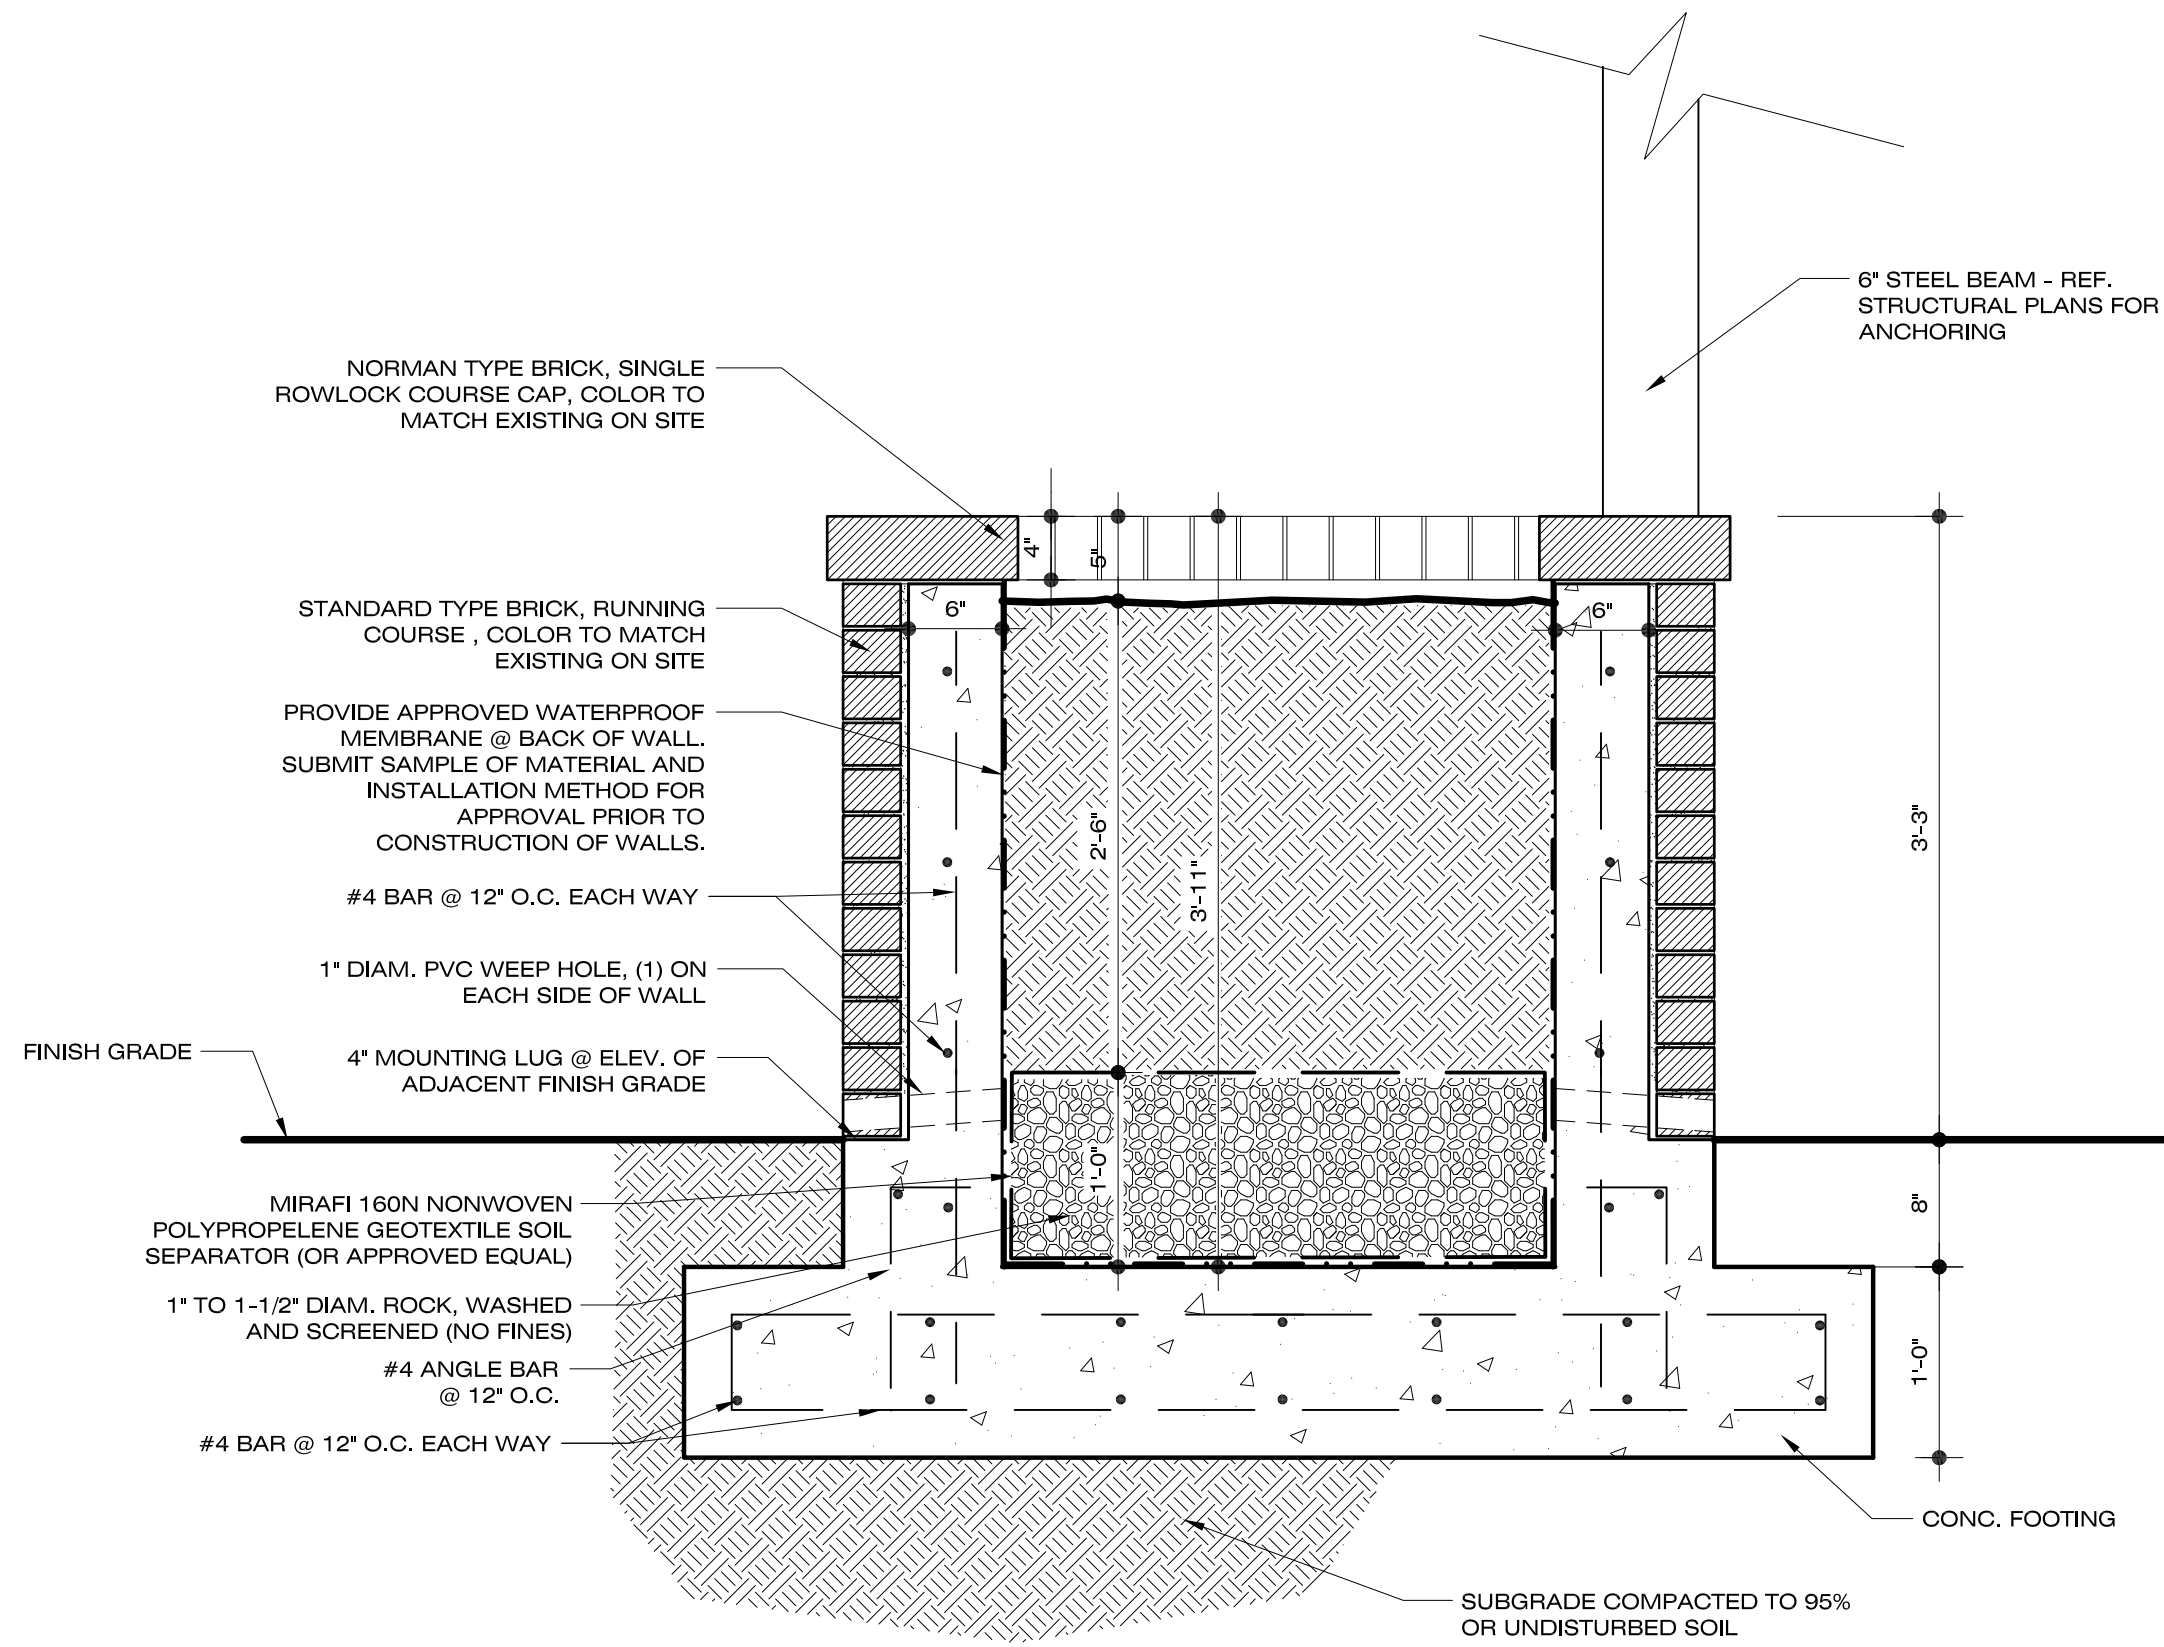 6" STEEL BEAM - REF.
STRUCTURAL PLANS FOR
ANCHORING
NORMAN TYPE BRICK, SINGLE
ROWLOCK COURSE CAP, COLOR TO
MATCH EXISTING ON SITE
4"
5"
STANDARD TYPE BRICK, RUNNING
COURSE , COLOR TO MATCH
EXISTING ON SITE
6"
6"
PROVIDE APPROVED WATERPROOF
MEMBRANE @ BACK OF WALL.
SUBMIT SAMPLE OF MATERIAL AND
INSTALLATION METHOD FOR
APPROVAL PRIOR TO
CONSTRUCTION OF WALLS.
2'-6"
3'-11"
3'-3"
#4 BAR @ 12" O.C. EACH WAY
1" DIAM. PVC WEEP HOLE, (1) ON
EACH SIDE OF WALL
FINISH GRADE
4" MOUNTING LUG @ ELEV. OF
ADJACENT FINISH GRADE
1'-0"
8"
MIRAFI 160N NONWOVEN
POLYPROPELENE GEOTEXTILE SOIL
SEPARATOR (OR APPROVED EQUAL)
1" TO 1-1/2" DIAM. ROCK, WASHED
AND SCREENED (NO FINES)
#4 ANGLE BAR
@ 12" O.C.
1'-0"
#4 BAR @ 12" O.C. EACH WAY
CONC. FOOTING
SUBGRADE COMPACTED TO 95%
OR UNDISTURBED SOIL